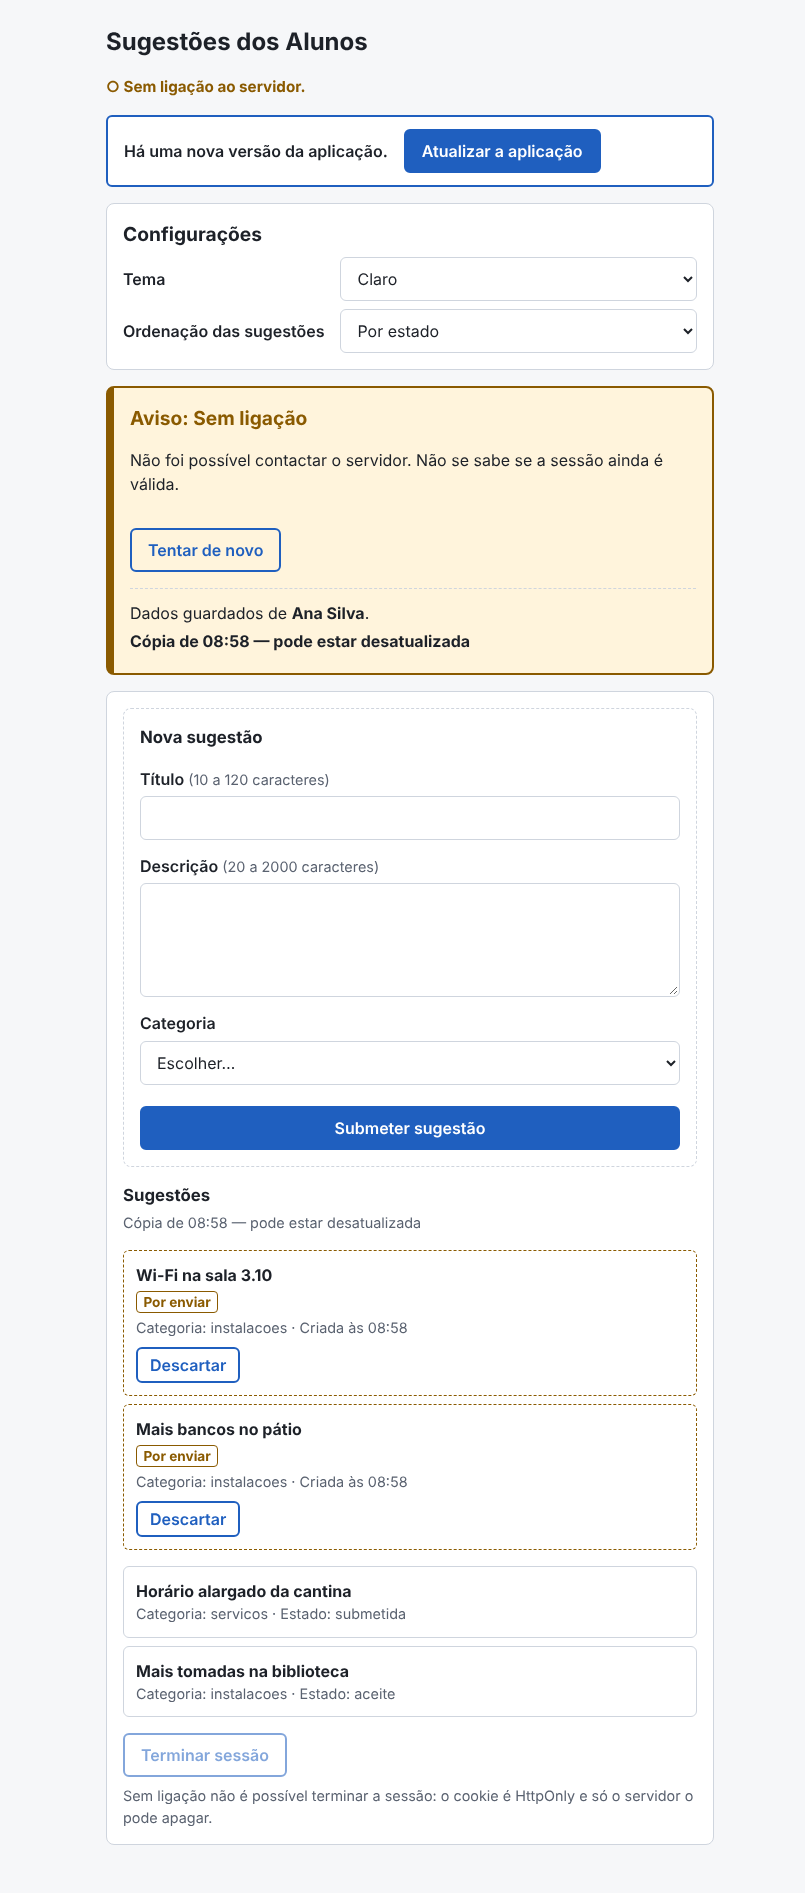 Sugestões dos Alunos
○ Sem ligação ao servidor.
Há uma nova versão da aplicação. Atualizar a aplicação
Configurações
Tema Claro
Ordenação das sugestões Por estado
Aviso: Sem ligação
Não foi possível contactar o servidor. Não se sabe se a sessão ainda é
válida.
Tentar de novo
Dados guardados de Ana Silva.
Cópia de 08:58 — pode estar desatualizada
Nova sugestão
Título (10 a 120 caracteres)
Descrição (20 a 2000 caracteres)
Categoria
Escolher...
Submeter sugestão
Sugestões
Cópia de 08:58 — pode estar desatualizada
Wi-Fi na sala 3.10
Por enviar
Categoria: instalacoes · Criada às 08:58
Descartar
Mais bancos no pátio
Por enviar
Categoria: instalacoes · Criada às 08:58
Descartar
Horário alargado da cantina
Categoria: servicos · Estado: submetida
Mais tomadas na biblioteca
Categoria: instalacoes · Estado: aceite
Terminar sessão
Sem ligação não é possível terminar a sessão: o cookie é HttpOnly e só o servidor o
pode apagar.